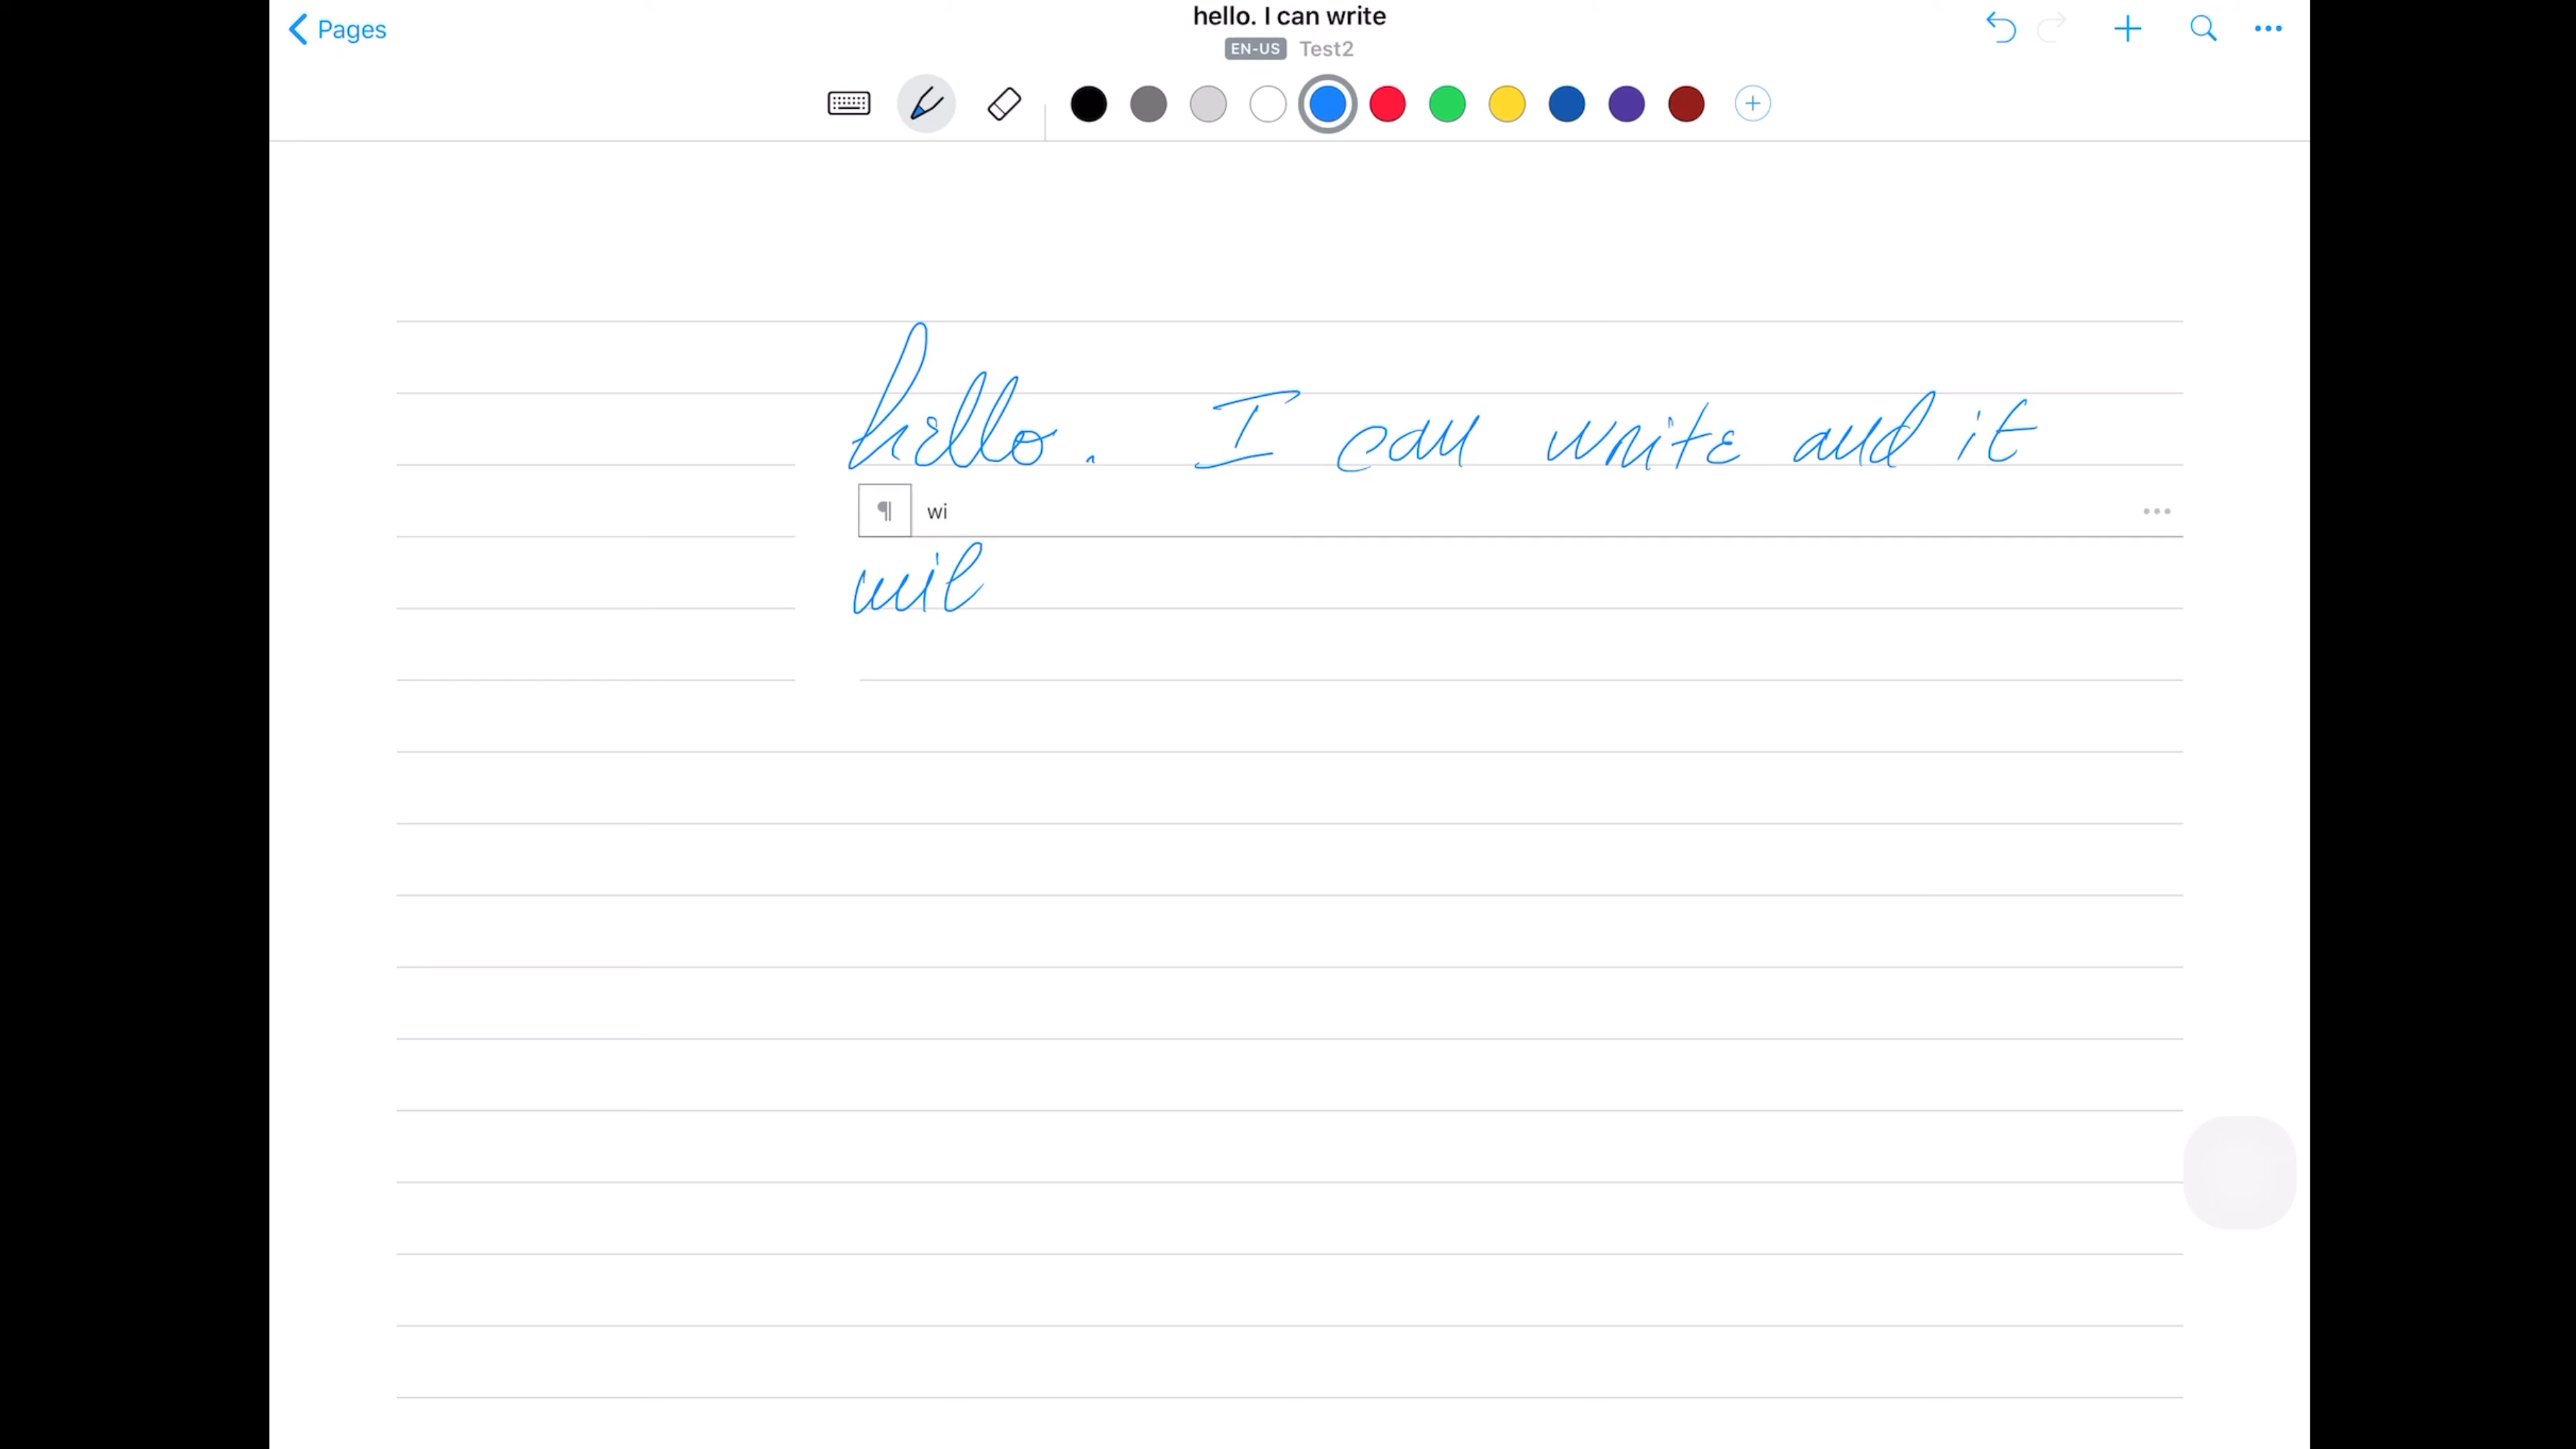 Pages
hello. I can write
EN-US Test2
hello. I can write and it
¶ wi
wil